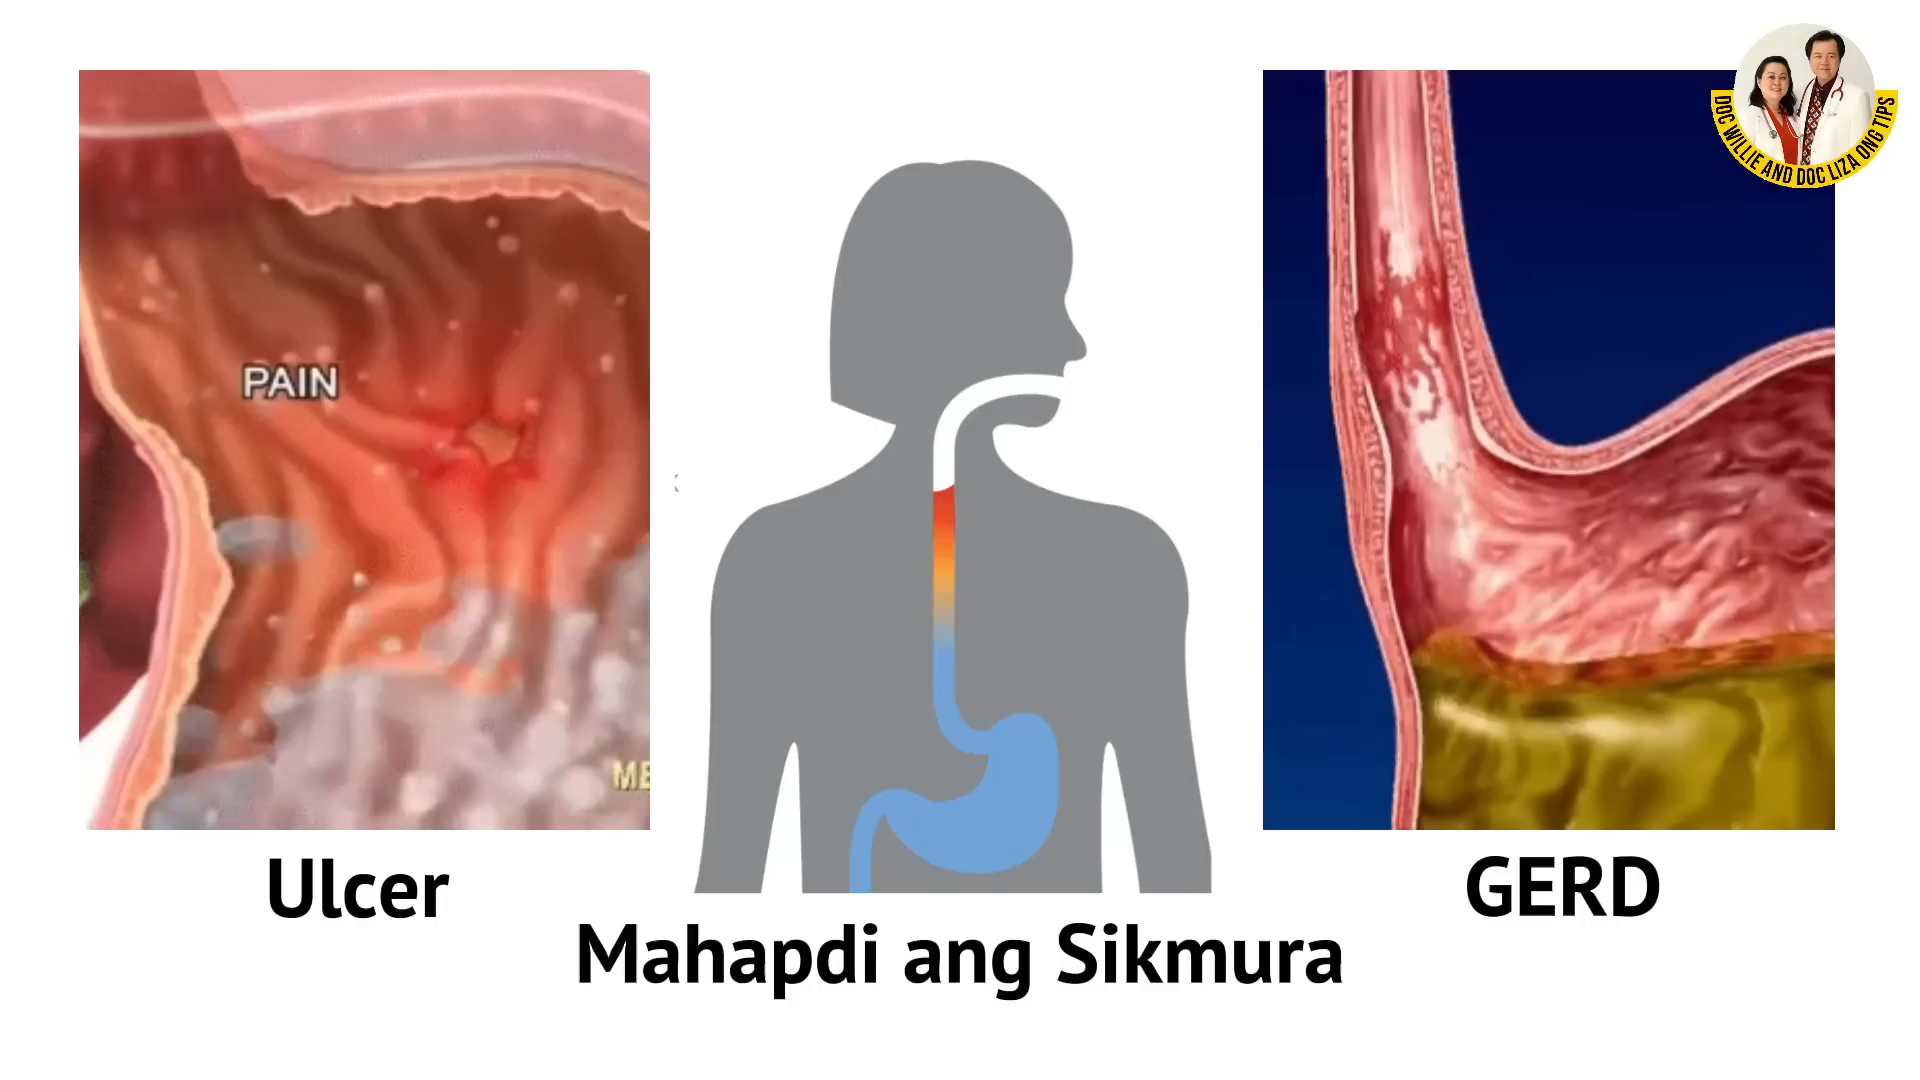 DOC WILLIE AND DOC LIZA ONG TIPS
PAIN
Ulcer
GERD
Mahapdi ang Sikmura